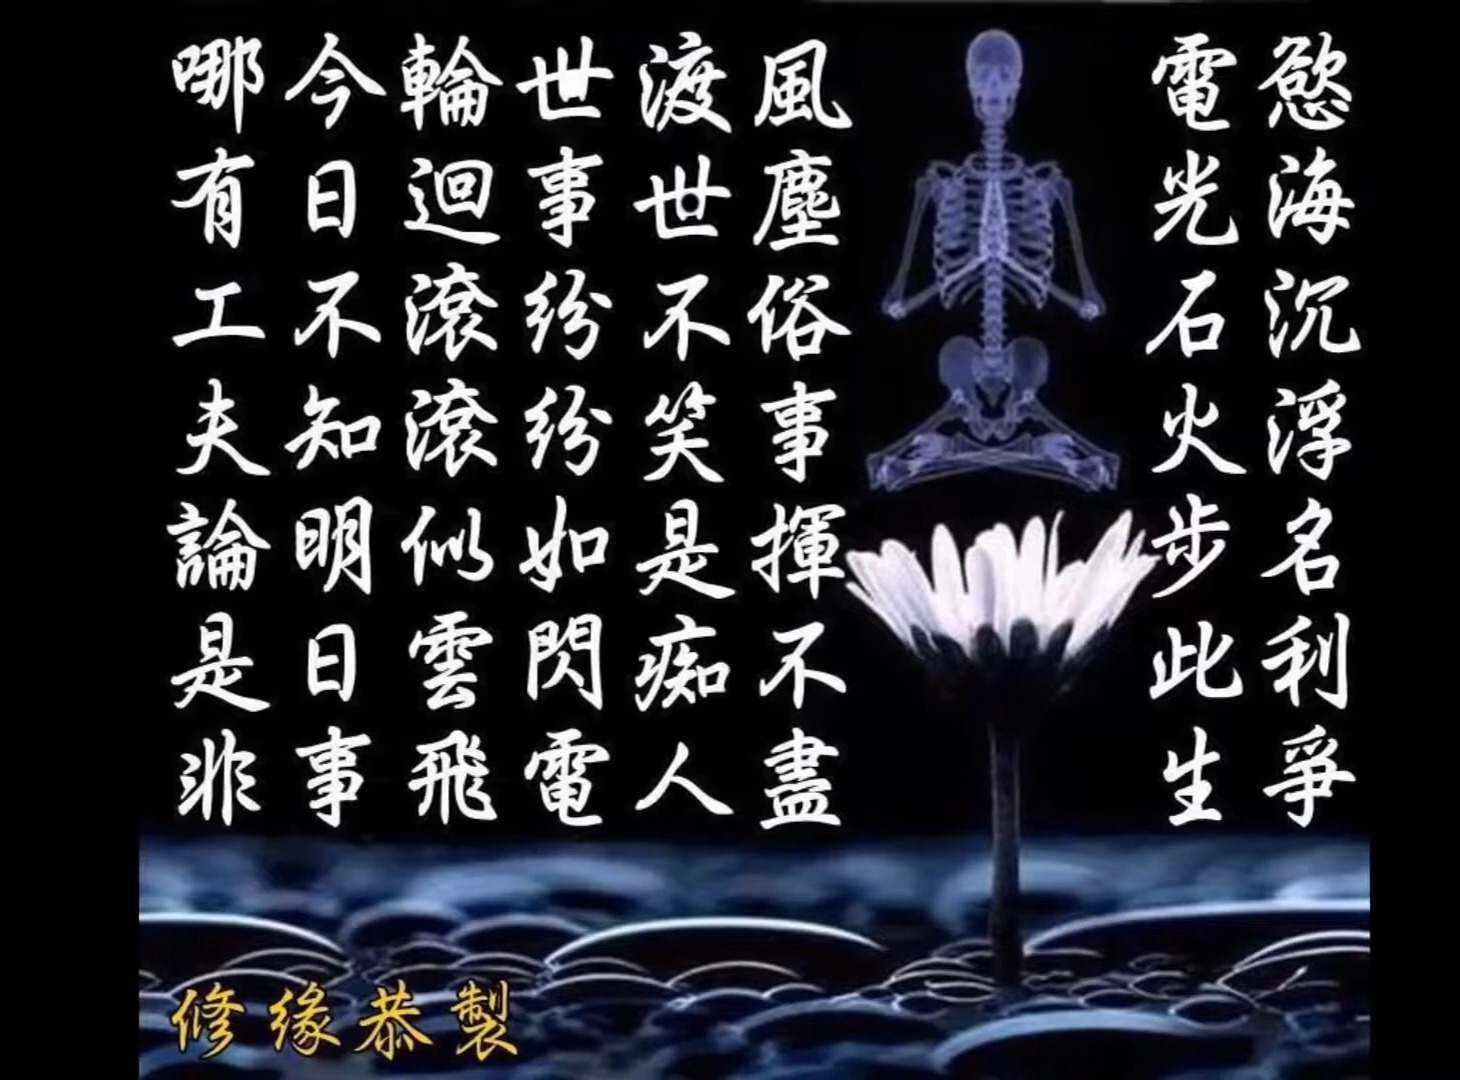 慾海沉浮名利爭
電光石火步此生
風塵俗事揮不盡
渡世不笑是痴人
世事紛紛如閃電
輪迴滾滾似雲飛
今日不知明日事
哪有工夫論是非
修缘恭製